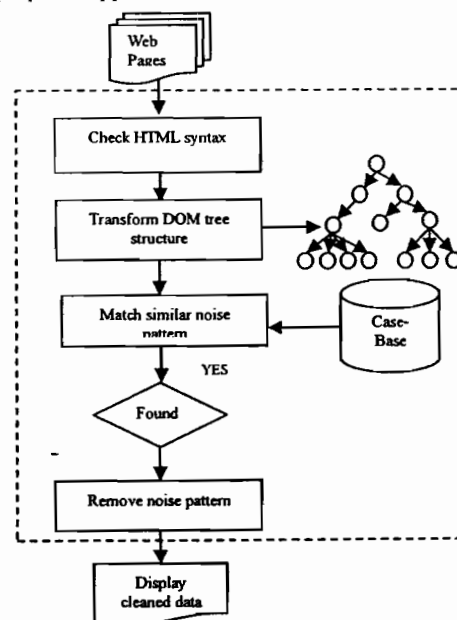 Web
Pages
Check HTML syntax
Transform DOM tree
structure
Match similar noise
pattern
Case-
Base
YES
Found
Remove noise pattern
Display
cleaned data